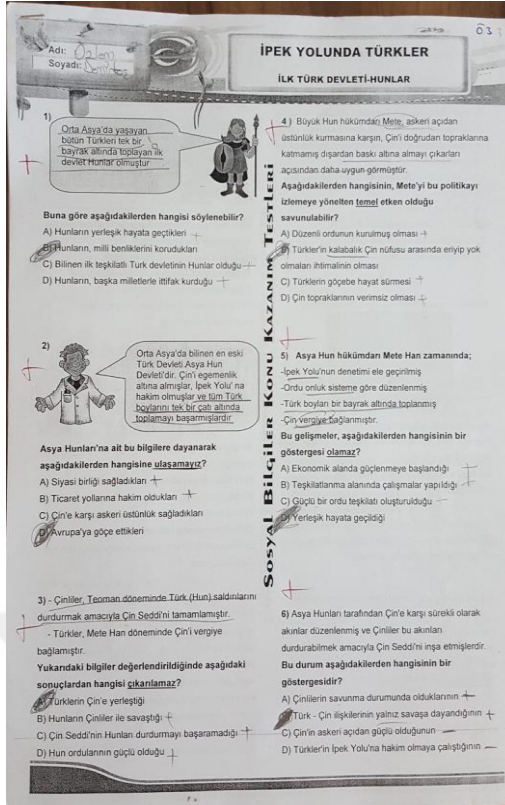 Adı: Özlem
Soyadı:
03
İPEK YOLUNDA TÜRKLER
İLK TÜRK DEVLETİ-HUNLAR
1)
Orta Asya'da yaşayan
bütün Türkleri tek bir
bayrak altında toplayan ilk
devlet Hunlar olmuştur
Buna göre aşağıdakilerden hangisi söylenebilir?
A) Hunların yerleşik hayata geçtikleri
B) Hunların, milli benliklerini korudukları
C) Bilinen ilk teşkilatlı Türk devletinin Hunlar olduğu
D) Hunların, başka milletlerle ittifak kurduğu
2)
Orta Asya'da bilinen en eski
Türk Devleti Asya Hun
Devleti'dir. Çin'i egemenlik
altına almışlar, İpek Yolu' na
hakim olmuşlar ve tüm Türk
boylarını tek bir çatı altında
toplamayı başarmışlardır
Asya Hunları'na ait bu bilgilere dayanarak
aşağıdakilerden hangisine ulaşamayız?
A) Siyasi birliği sağladıkları
B) Ticaret yollarına hakim oldukları
C) Çin'e karşı askeri üstünlük sağladıkları
D) Avrupa'ya göçe ettikleri
3) - Çinliler, Teoman döneminde Türk (Hun) saldırılarını
durdurmak amacıyla Çin Seddi'ni tamamlamıştır.
- Türkler, Mete Han döneminde Çin'i vergiye
bağlamıştır.
Yukarıdaki bilgiler değerlendirildiğinde aşağıdaki
sonuçlardan hangisi çıkarılamaz?
A) Türklerin Çin'e yerleştiği
B) Hunların Çinliler ile savaştığı
C) Çin Seddi'nin Hunları durdurmayı başaramadığı
D) Hun ordularının güçlü olduğu
SOSYAL BİLGİLER KONU KAZANIM TESTLERİ
4 ) Büyük Hun hükümdarı Mete, askeri açıdan
üstünlük kurmasına karşın, Çin'i doğrudan topraklarına
katmamış dışardan baskı altına almayı çıkarları
açısından daha uygun görmüştür.
Aşağıdakilerden hangisinin, Mete'yi bu politikayı
izlemeye yönelten temel etken olduğu
savunulabilir?
A) Düzenli ordunun kurulmuş olması
B) Türkler'in kalabalık Çin nüfusu arasında eriyip yok
olmaları ihtimalinin olması
C) Türklerin göçebe hayat sürmesi
D) Çin topraklarının verimsiz olması
5) Asya Hun hükümdarı Mete Han zamanında;
-İpek Yolu'nun denetimi ele geçirilmiş
-Ordu onluk sisteme göre düzenlenmiş
-Türk boyları bir bayrak altında toplanmış
-Çin vergiye bağlanmıştır.
Bu gelişmeler, aşağıdakilerden hangisinin bir
göstergesi olamaz?
A) Ekonomik alanda güçlenmeye başlandığı
B) Teşkilatlanma alanında çalışmalar yapıldığı
C) Güçlü bir ordu teşkilatı oluşturulduğu
D) Yerleşik hayata geçildiği
6) Asya Hunları tarafından Çin'e karşı sürekli olarak
akınlar düzenlenmiş ve Çinliler bu akınları
durdurabilmek amacıyla Çin Seddi'ni inşa etmişlerdir.
Bu durum aşağıdakilerden hangisinin bir
göstergesidir?
A) Çinlilerin savunma durumunda olduklarının
B) Türk - Çin ilişkilerinin yalnız savaşa dayandığının
C) Çin'in askeri açıdan güçlü olduğunun
D) Türkler'in İpek Yolu'na hakim olmaya çalıştığının